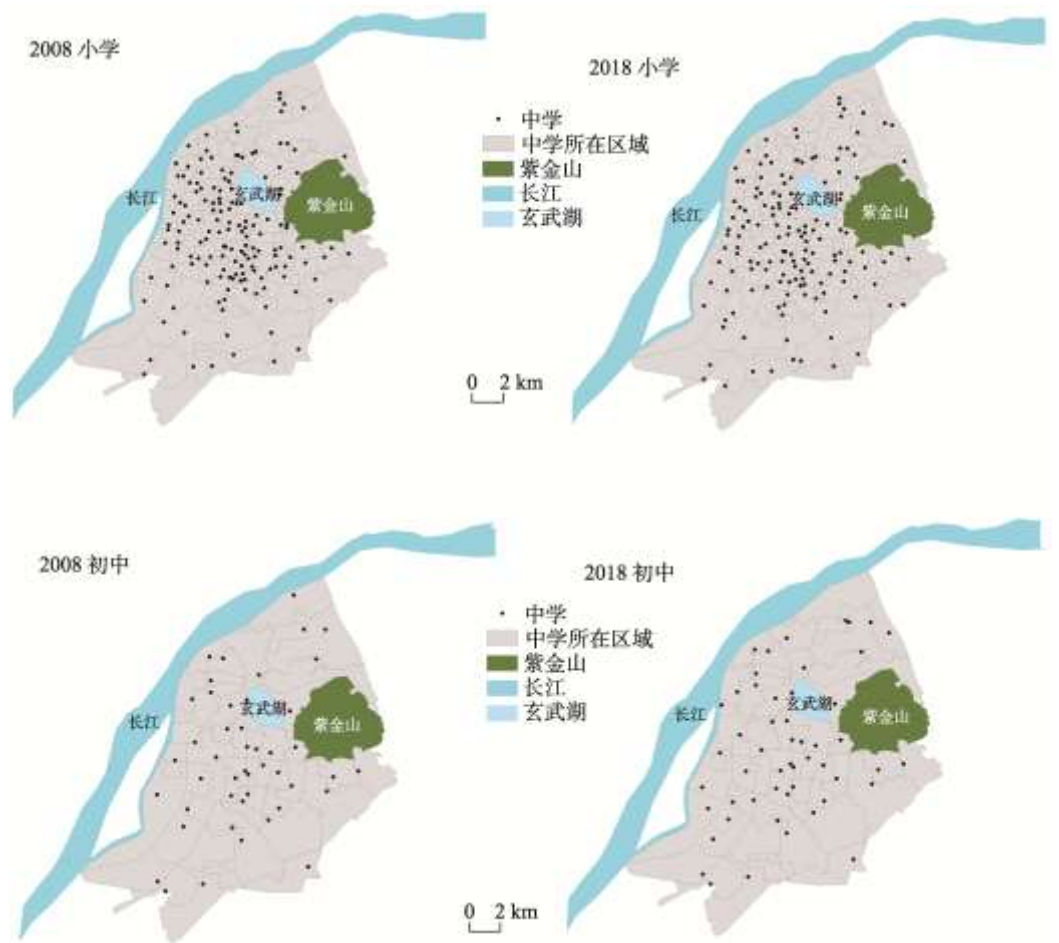 2008 小学
2018 小学
中学
中学所在区域
紫金山
长江
玄武湖
长江
玄武湖
紫金山
长江
玄武湖
紫金山
0 2 km
2008 初中
2018 初中
中学
中学所在区域
紫金山
长江
玄武湖
长江
玄武湖
紫金山
长江
玄武湖
紫金山
0 2 km